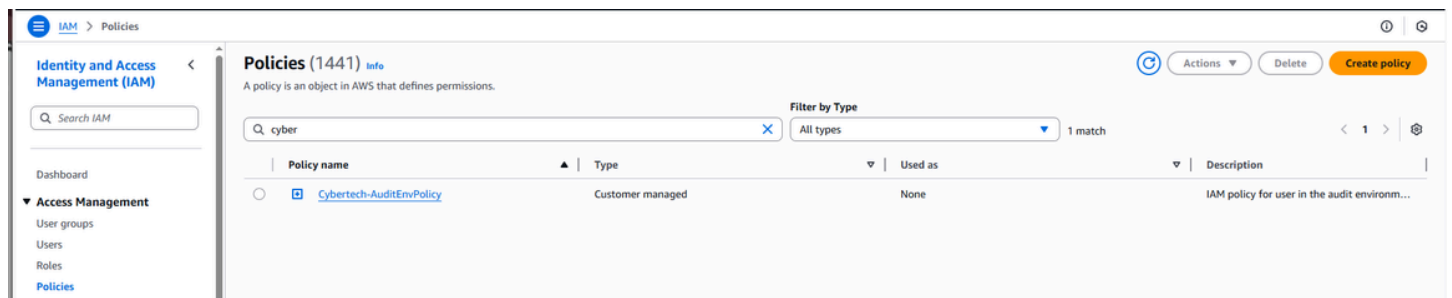 IAM > Policies
Identity and Access
Management (IAM)
Search IAM
Dashboard
Access Management
User groups
Users
Roles
Policies
Policies (1441) Info
A policy is an object in AWS that defines permissions.
Actions Delete Create policy
Filter by Type
cyber All types 1 match < 1 >
Policy name Type Used as Description
Cybertech-AuditEnvPolicy Customer managed None IAM policy for user in the audit environm...